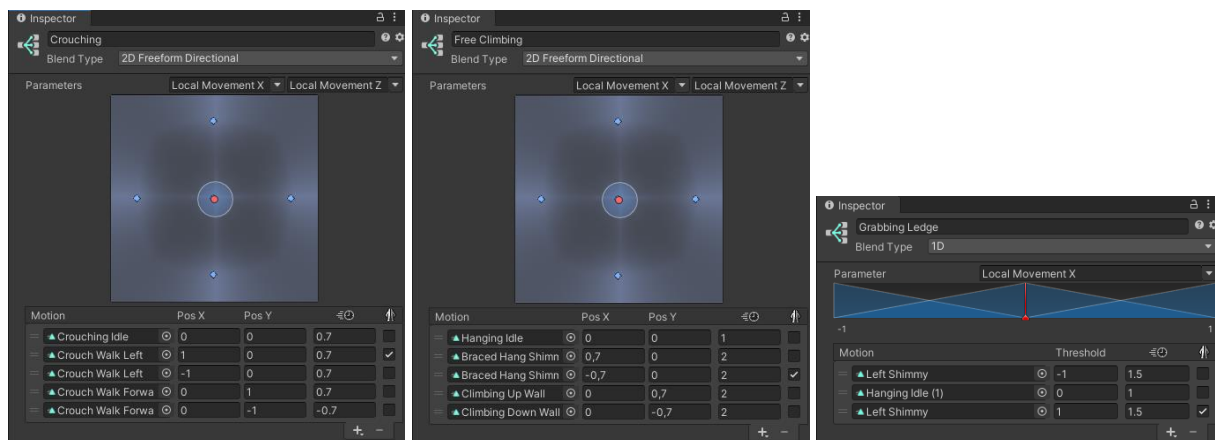 Inspector
Crouching
Blend Type 2D Freeform Directional
Parameters Local Movement X Local Movement Z
Motion Pos X Pos Y
Crouching Idle 0 0 0.7
Crouch Walk Left 1 0 0.7
Crouch Walk Left -1 0 0.7
Crouch Walk Forwa 0 1 0.7
Crouch Walk Forwa 0 -1 -0.7
Inspector
Free Climbing
Blend Type 2D Freeform Directional
Parameters Local Movement X Local Movement Z
Motion Pos X Pos Y
Hanging Idle 0 0 1
Braced Hang Shimn 0,7 0 2
Braced Hang Shimn -0,7 0 2
Climbing Up Wall 0 0,7 2
Climbing Down Wall 0 -0,7 2
Inspector
Grabbing Ledge
Blend Type 1D
Parameter Local Movement X
-1 1
Motion Threshold
Left Shimmy -1 1.5
Hanging Idle (1) 0 1
Left Shimmy 1 1.5